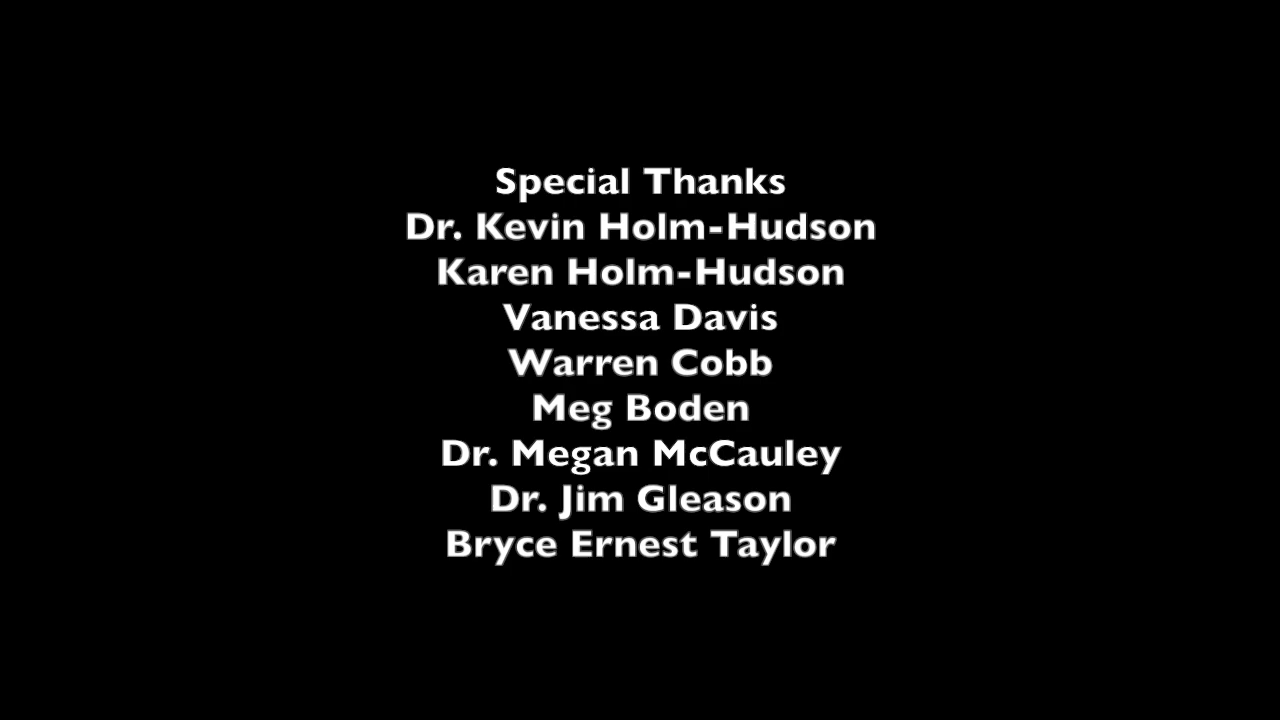 Special Thanks
Dr. Kevin Holm-Hudson
Karen Holm-Hudson
Vanessa Davis
Warren Cobb
Meg Boden
Dr. Megan McCauley
Dr. Jim Gleason
Bryce Ernest Taylor